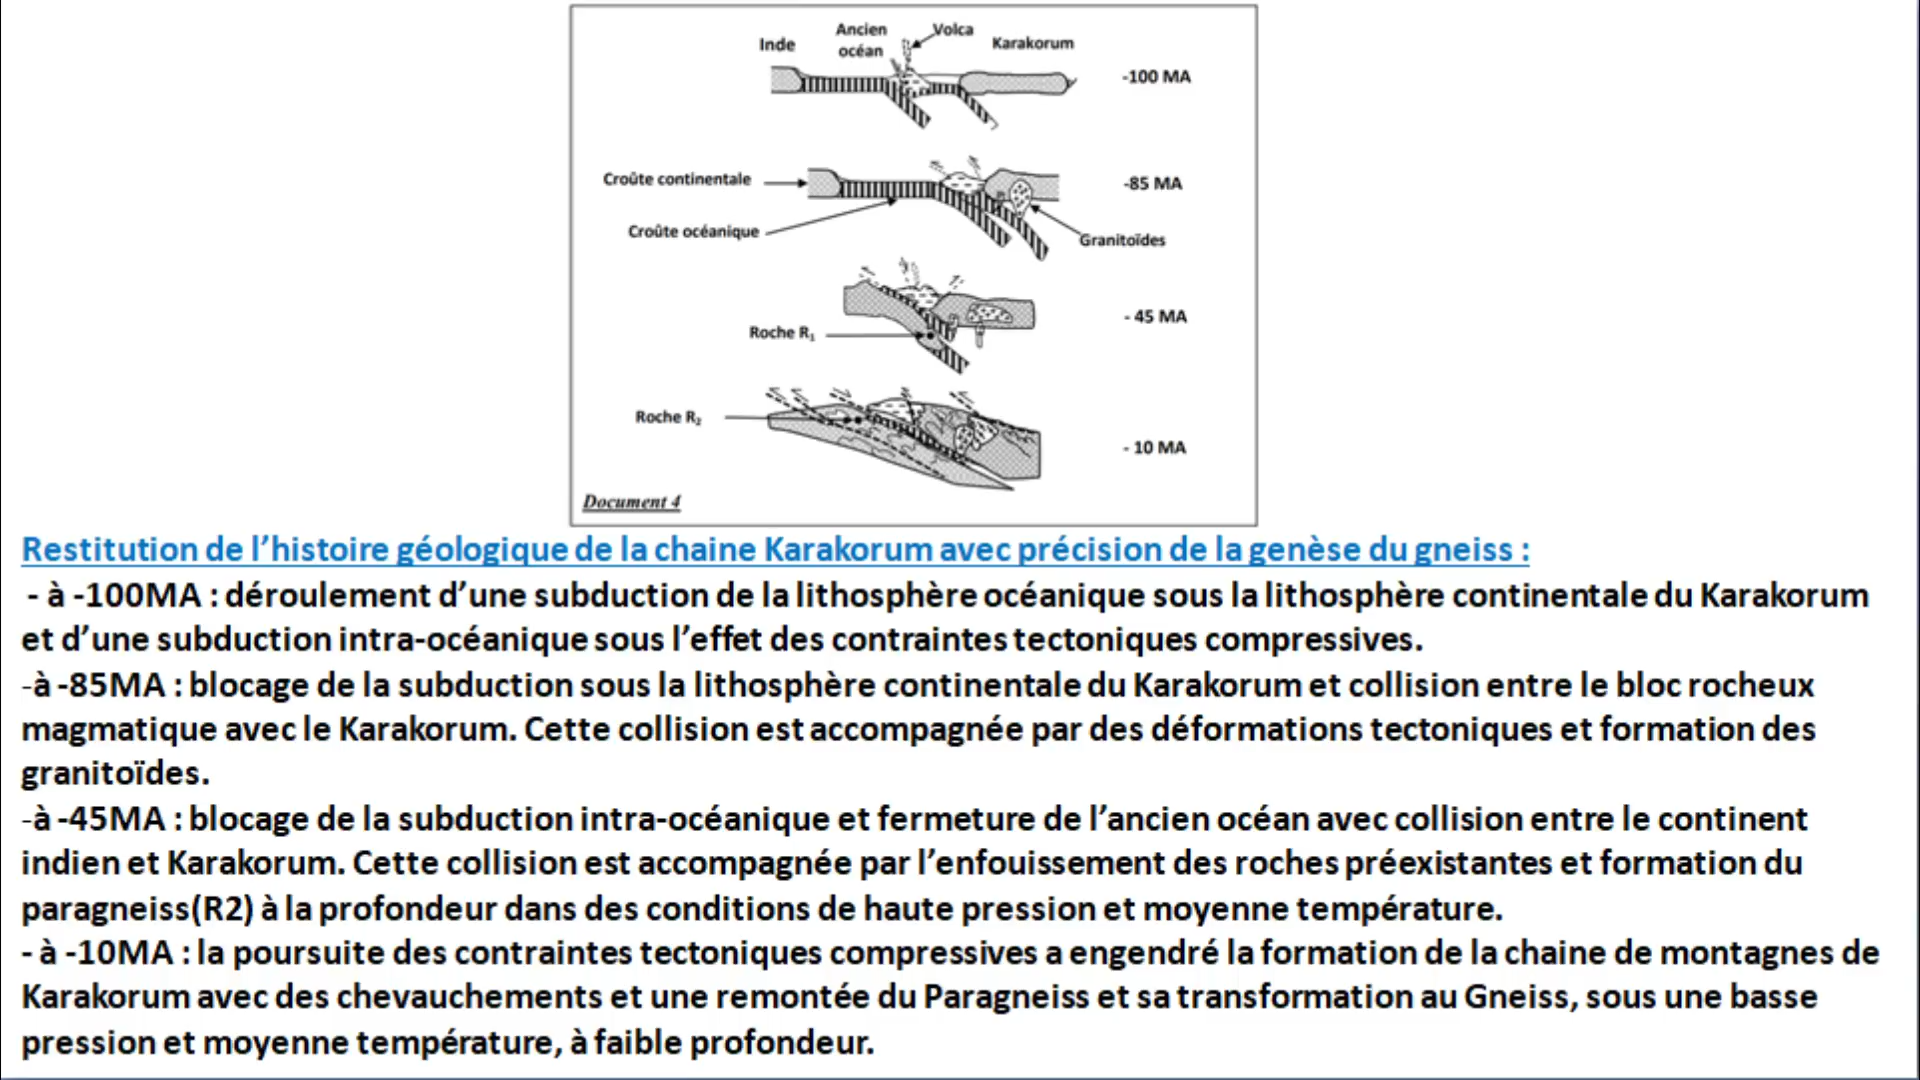 Inde
Ancien
océan
Volca
Karakorum
-100 MA
Croûte continentale
-85 MA
Croûte océanique
Granitoïdes
- 45 MA
Roche R₁
Roche R₂
- 10 MA
Document 4
Restitution de l’histoire géologique de la chaine Karakorum avec précision de la genèse du gneiss :
- à -100MA : déroulement d’une subduction de la lithosphère océanique sous la lithosphère continentale du Karakorum
et d’une subduction intra-océanique sous l’effet des contraintes tectoniques compressives.
-à -85MA : blocage de la subduction sous la lithosphère continentale du Karakorum et collision entre le bloc rocheux
magmatique avec le Karakorum. Cette collision est accompagnée par des déformations tectoniques et formation des
granitoïdes.
-à -45MA : blocage de la subduction intra-océanique et fermeture de l’ancien océan avec collision entre le continent
indien et Karakorum. Cette collision est accompagnée par l’enfouissement des roches préexistantes et formation du
paragneiss(R2) à la profondeur dans des conditions de haute pression et moyenne température.
- à -10MA : la poursuite des contraintes tectoniques compressives a engendré la formation de la chaine de montagnes de
Karakorum avec des chevauchements et une remontée du Paragneiss et sa transformation au Gneiss, sous une basse
pression et moyenne température, à faible profondeur.